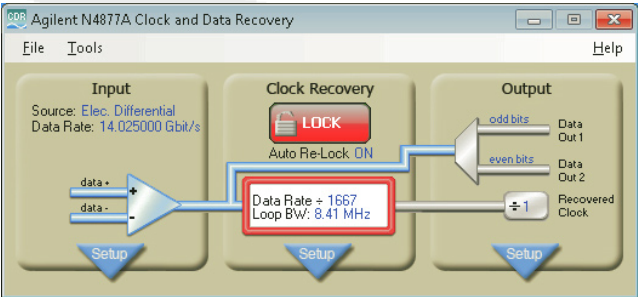 CDR Agilent N4877A Clock and Data Recovery
File Tools Help
Input
Source: Elec. Differential
Data Rate: 14.025000 Gbit/s
data +
data -
+
-
Setup
Clock Recovery
LOCK
Auto Re-Lock ON
Data Rate ÷ 1667
Loop BW: 8.41 MHz
Setup
Output
odd bits
Data
Out 1
even bits
Data
Out 2
÷1
Recovered
Clock
Setup